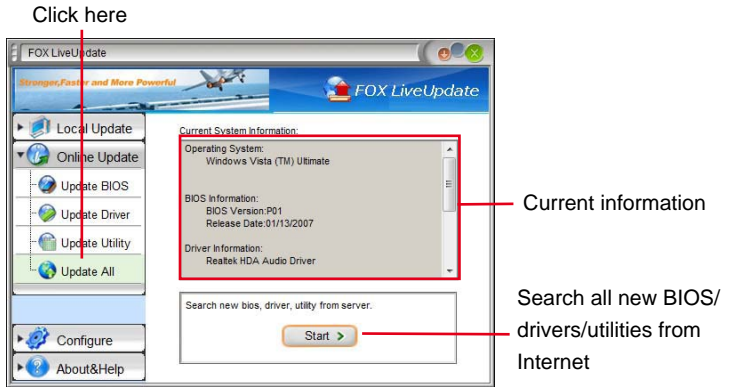 Click here
FOX LiveUpdate
Stronger,Faster and More Powerful
FOX LiveUpdate
Local Update
Online Update
Update BIOS
Update Driver
Update Utility
Update All
Configure
About&Help
Current System Information:
Operating System:
Windows Vista (TM) Ultimate
BIOS Information:
BIOS Version:P01
Release Date:01/13/2007
Driver Information:
Realtek HDA Audio Driver
Search new bios, driver, utility from server.
Start >
Current information
Search all new BIOS/
drivers/utilities from
Internet